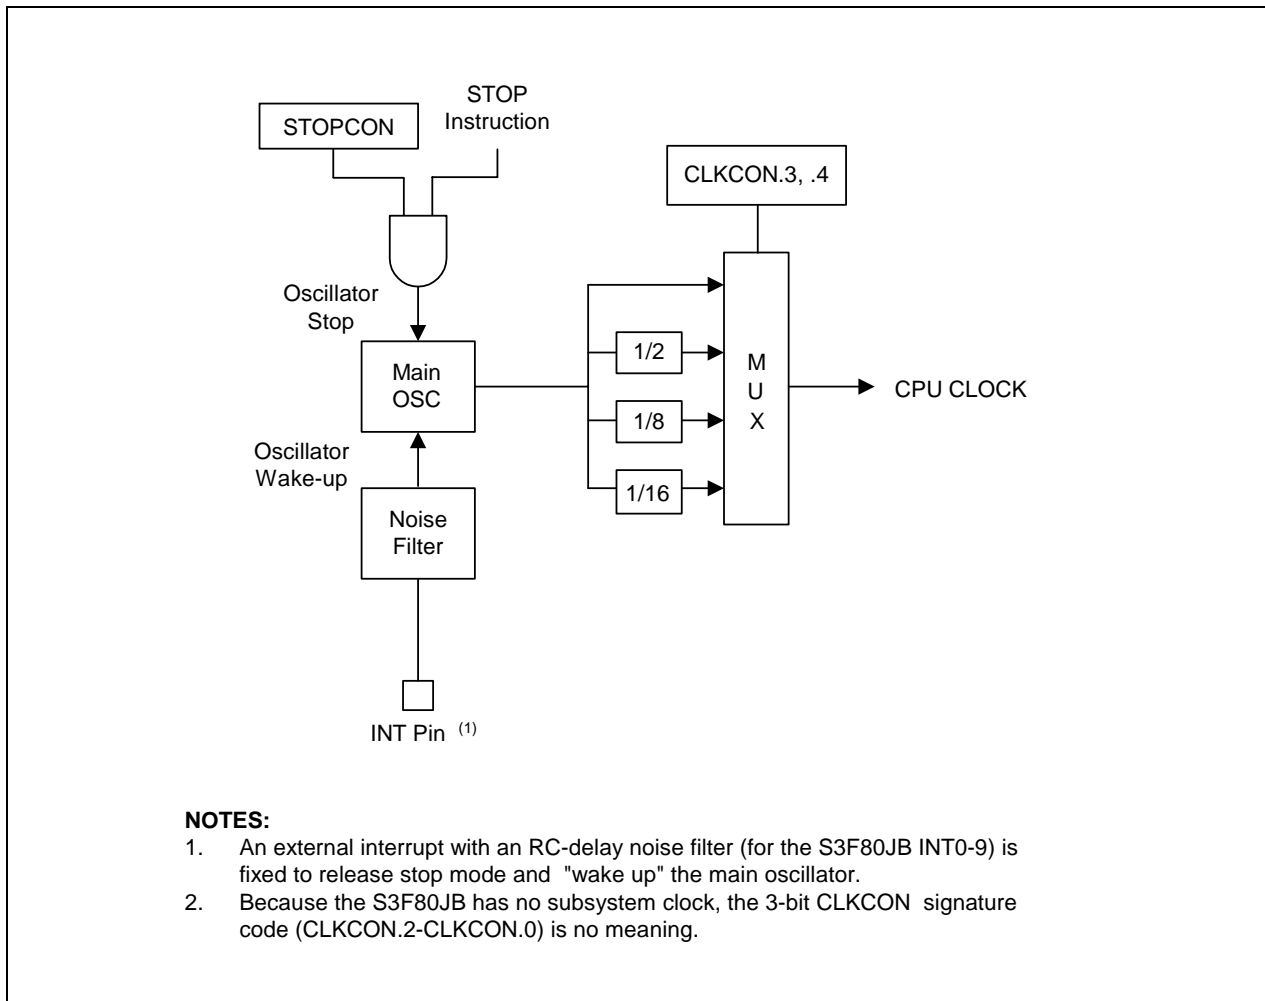 STOP
Instruction
STOPCON
CLKCON.3, .4
Oscillator
Stop
Main
OSC
1/2
1/8
1/16
M
U
X
CPU CLOCK
Oscillator
Wake-up
Noise
Filter
INT Pin (1)
NOTES:
1. An external interrupt with an RC-delay noise filter (for the S3F80JB INT0-9) is
fixed to release stop mode and "wake up" the main oscillator.
2. Because the S3F80JB has no subsystem clock, the 3-bit CLKCON signature
code (CLKCON.2-CLKCON.0) is no meaning.